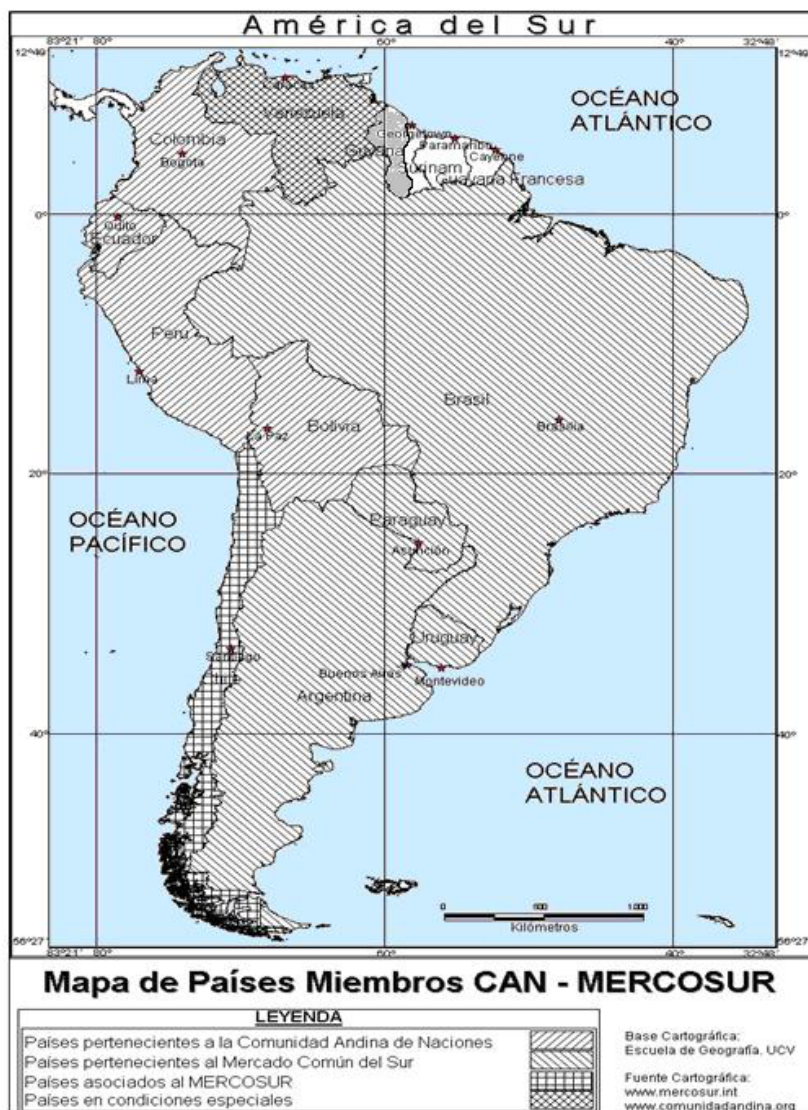 América del Sur
83°21' 80° 60° 40° 32°48'
12°49 12°49
OCÉANO
ATLÁNTICO
Caracas
Venezuela
Georgetown
Paramaribo
Cayenne
Guyana
Surinam
Guayana Francesa
Colombia
Bogota
0° 0°
Quito
Ecuador
Peru
Lima
Brasil
Brasilia
Bolivia
La Paz
20° 20°
OCÉANO
PACÍFICO
Paraguay
Asunción
Uruguay
Santiago
Buenos Aires
Montevideo
Argentina
40° 40°
OCÉANO
ATLÁNTICO
0 500 1.000
Kilómetros
56°27 56°27
83°21' 80° 60° 40° 32°48'
Mapa de Países Miembros CAN - MERCOSUR
LEYENDA
Países pertenecientes a la Comunidad Andina de Naciones
Países pertenecientes al Mercado Común del Sur
Países asociados al MERCOSUR
Países en condiciones especiales
Base Cartográfica:
Escuela de Geografía, UCV
Fuente Cartográfica:
www.mercosur.int
www.comunidadandina.org